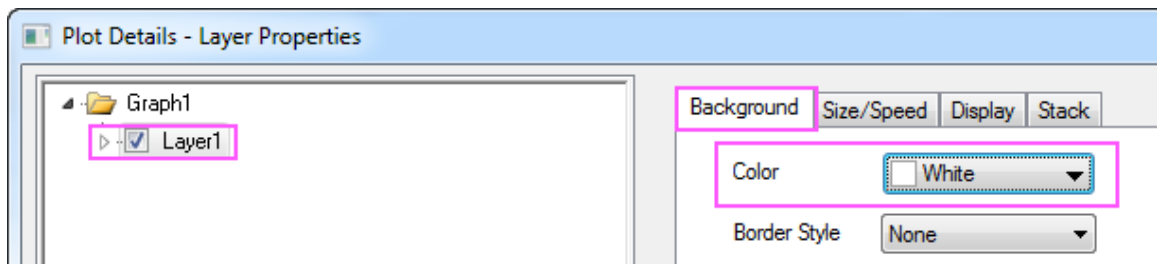 Plot Details - Layer Properties
Graph1
Layer1
Background Size/Speed Display Stack
Color White
Border Style None